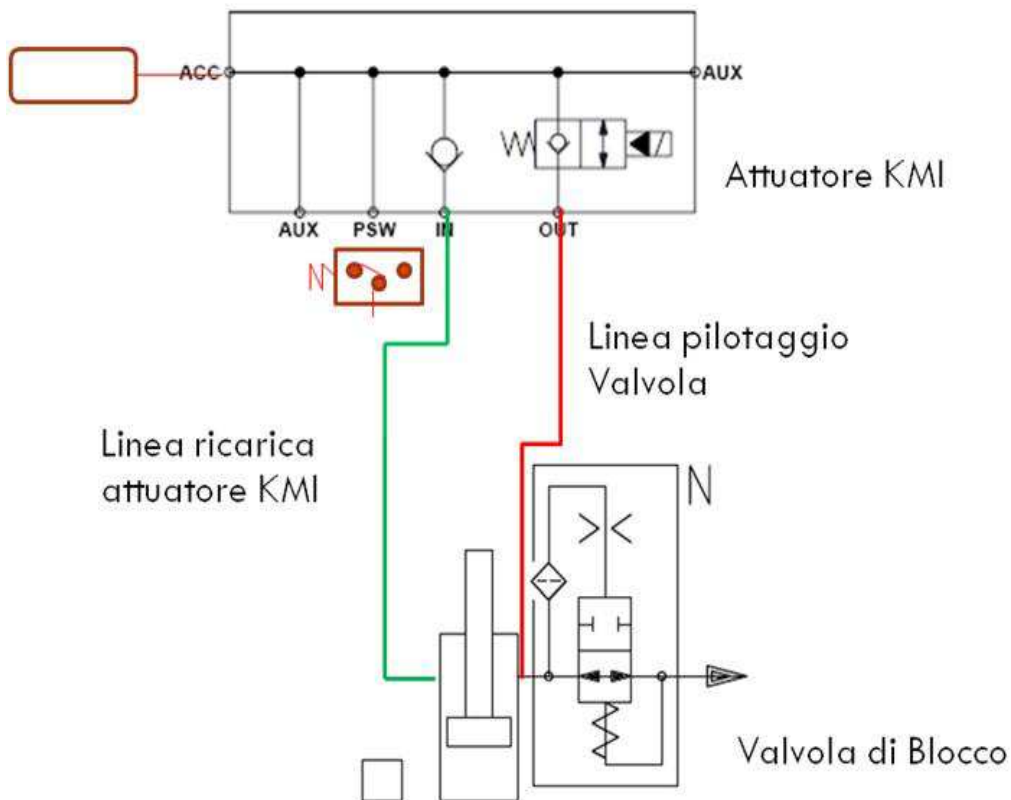 ACC
AUX
Attuatore KMI
AUX
PSW
IN
OUT
N
Linea pilotaggio
Valvola
Linea ricarica
attuatore KMI
N
Valvola di Blocco